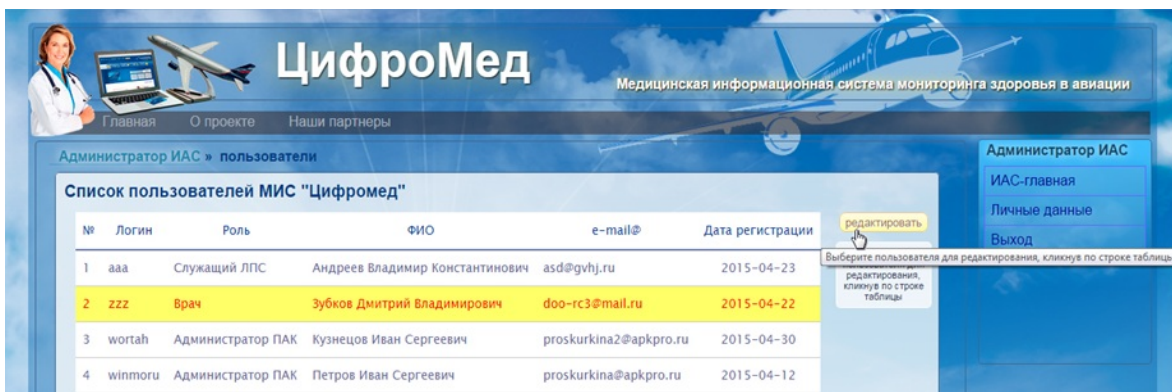 ЦифроМед
Медицинская информационная система мониторинга здоровья в авиации
Главная О проекте Наши партнеры
Администратор ИАС » пользователи
Администратор ИАС
ИАС-главная
Личные данные
Выход
Список пользователей МИС "Цифромед"
№ Логин Роль ФИО e-mail@ Дата регистрации
1 aaa Служащий ЛПС Андреев Владимир Константинович asd@gvhj.ru 2015-04-23
2 zzz Врач Зубков Дмитрий Владимирович doo-rc3@mail.ru 2015-04-22
3 wortah Администратор ПАК Кузнецов Иван Сергеевич proskurkina2@apkpro.ru 2015-04-30
4 winmoru Администратор ПАК Петров Иван Сергеевич proskurkina@apkpro.ru 2015-04-12
редактировать
Выберите пользователя для редактирования, кликнув по строке таблицы
редактирования,
кликнув по строке
таблицы